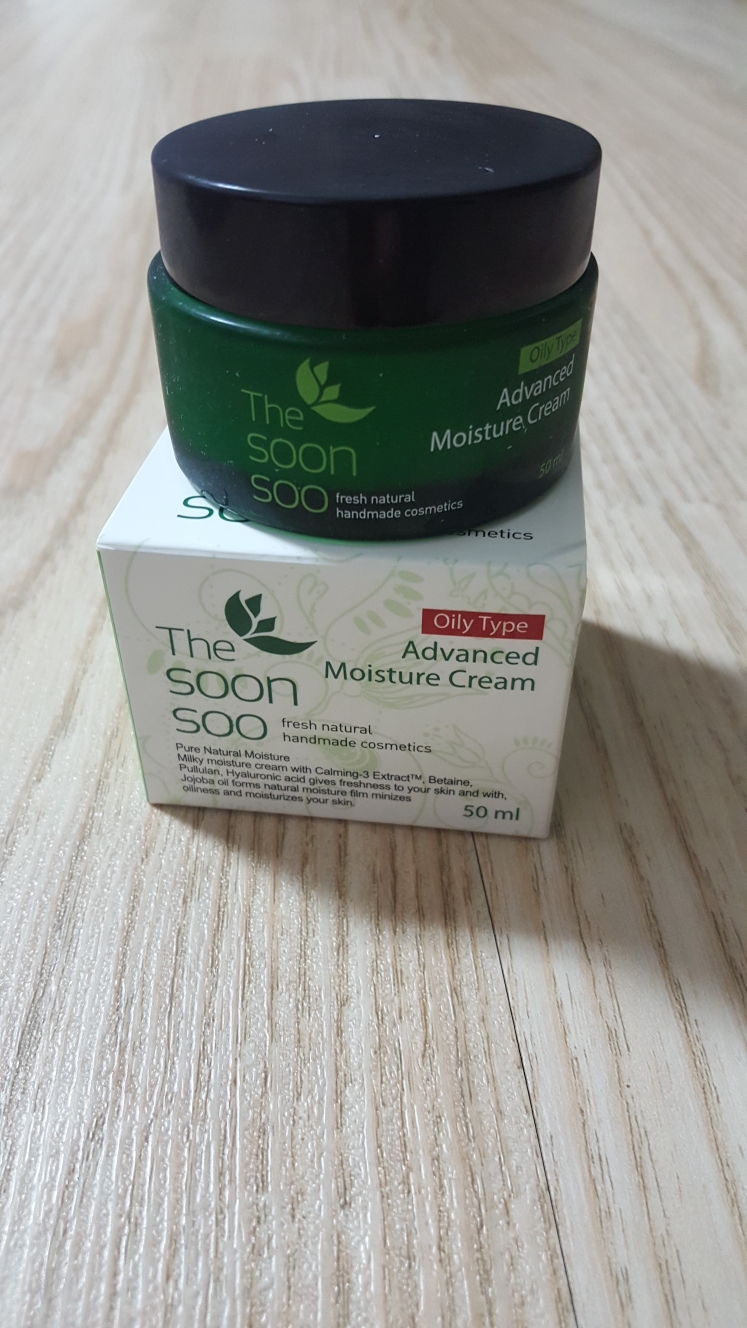 The
soon
soo
fresh natural
handmade cosmetics
Oily Type
Advanced
Moisture Cream
50 ml
cosmetics
The
soon
soo
fresh natural
handmade cosmetics
Oily Type
Advanced
Moisture Cream
Pure Natural Moisture
Milky moisture cream with Calming-3 Extract™, Betaine,
Pullulan, Hyaluronic acid gives freshness to your skin and with,
Jojoba oil forms natural moisture film minizes
oiliness and moisturizes your skin.
50 ml